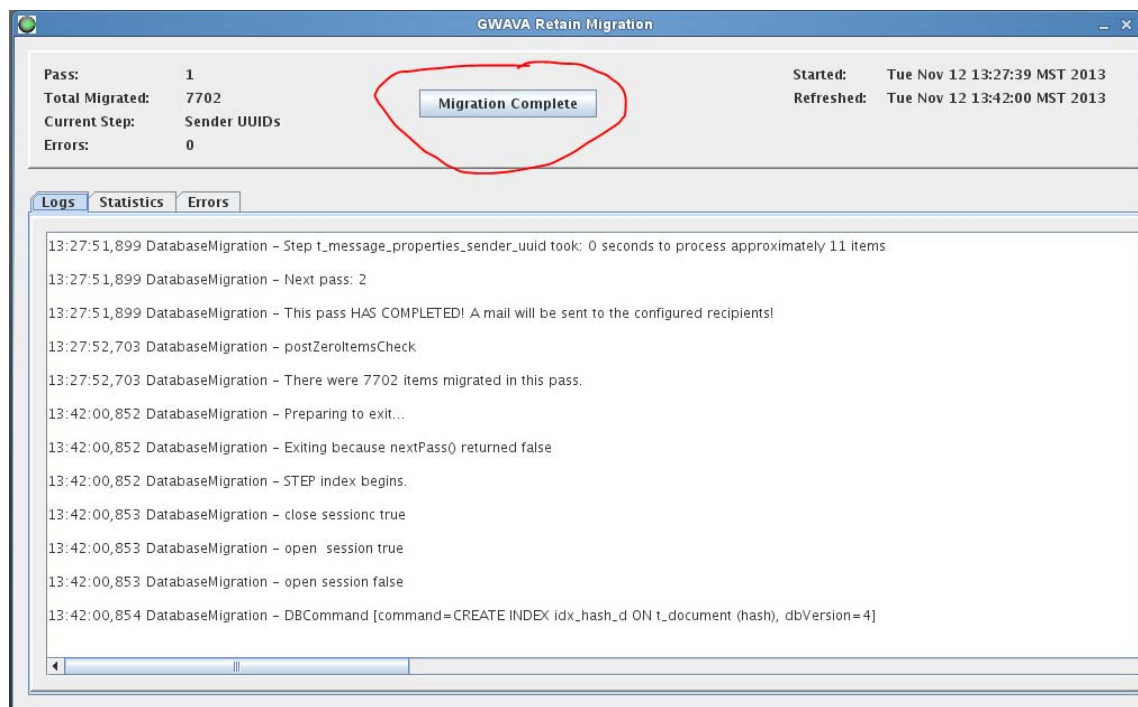 GWAVA Retain Migration
Pass: 1
Total Migrated: 7702
Current Step: Sender UUIDs
Errors: 0
Migration Complete
Started: Tue Nov 12 13:27:39 MST 2013
Refreshed: Tue Nov 12 13:42:00 MST 2013
Logs Statistics Errors
13:27:51,899 DatabaseMigration – Step t_message_properties_sender_uuid took: 0 seconds to process approximately 11 items
13:27:51,899 DatabaseMigration – Next pass: 2
13:27:51,899 DatabaseMigration – This pass HAS COMPLETED! A mail will be sent to the configured recipients!
13:27:52,703 DatabaseMigration – postZeroItemsCheck
13:27:52,703 DatabaseMigration – There were 7702 items migrated in this pass.
13:42:00,852 DatabaseMigration – Preparing to exit...
13:42:00,852 DatabaseMigration – Exiting because nextPass() returned false
13:42:00,852 DatabaseMigration – STEP index begins.
13:42:00,853 DatabaseMigration – close sessionc true
13:42:00,853 DatabaseMigration – open  session true
13:42:00,853 DatabaseMigration – open session false
13:42:00,854 DatabaseMigration – DBCommand [command=CREATE INDEX idx_hash_d ON t_document (hash), dbVersion=4]